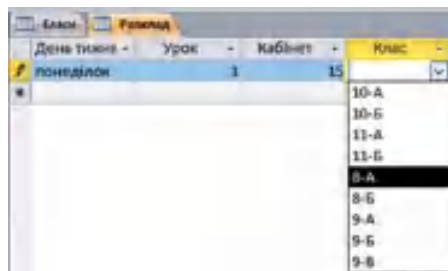 Класи Розклад
День тижня Урок Кабінет Клас
понеділок 1 15
10-А
10-Б
11-А
11-Б
8-А
8-Б
9-А
9-Б
9-В